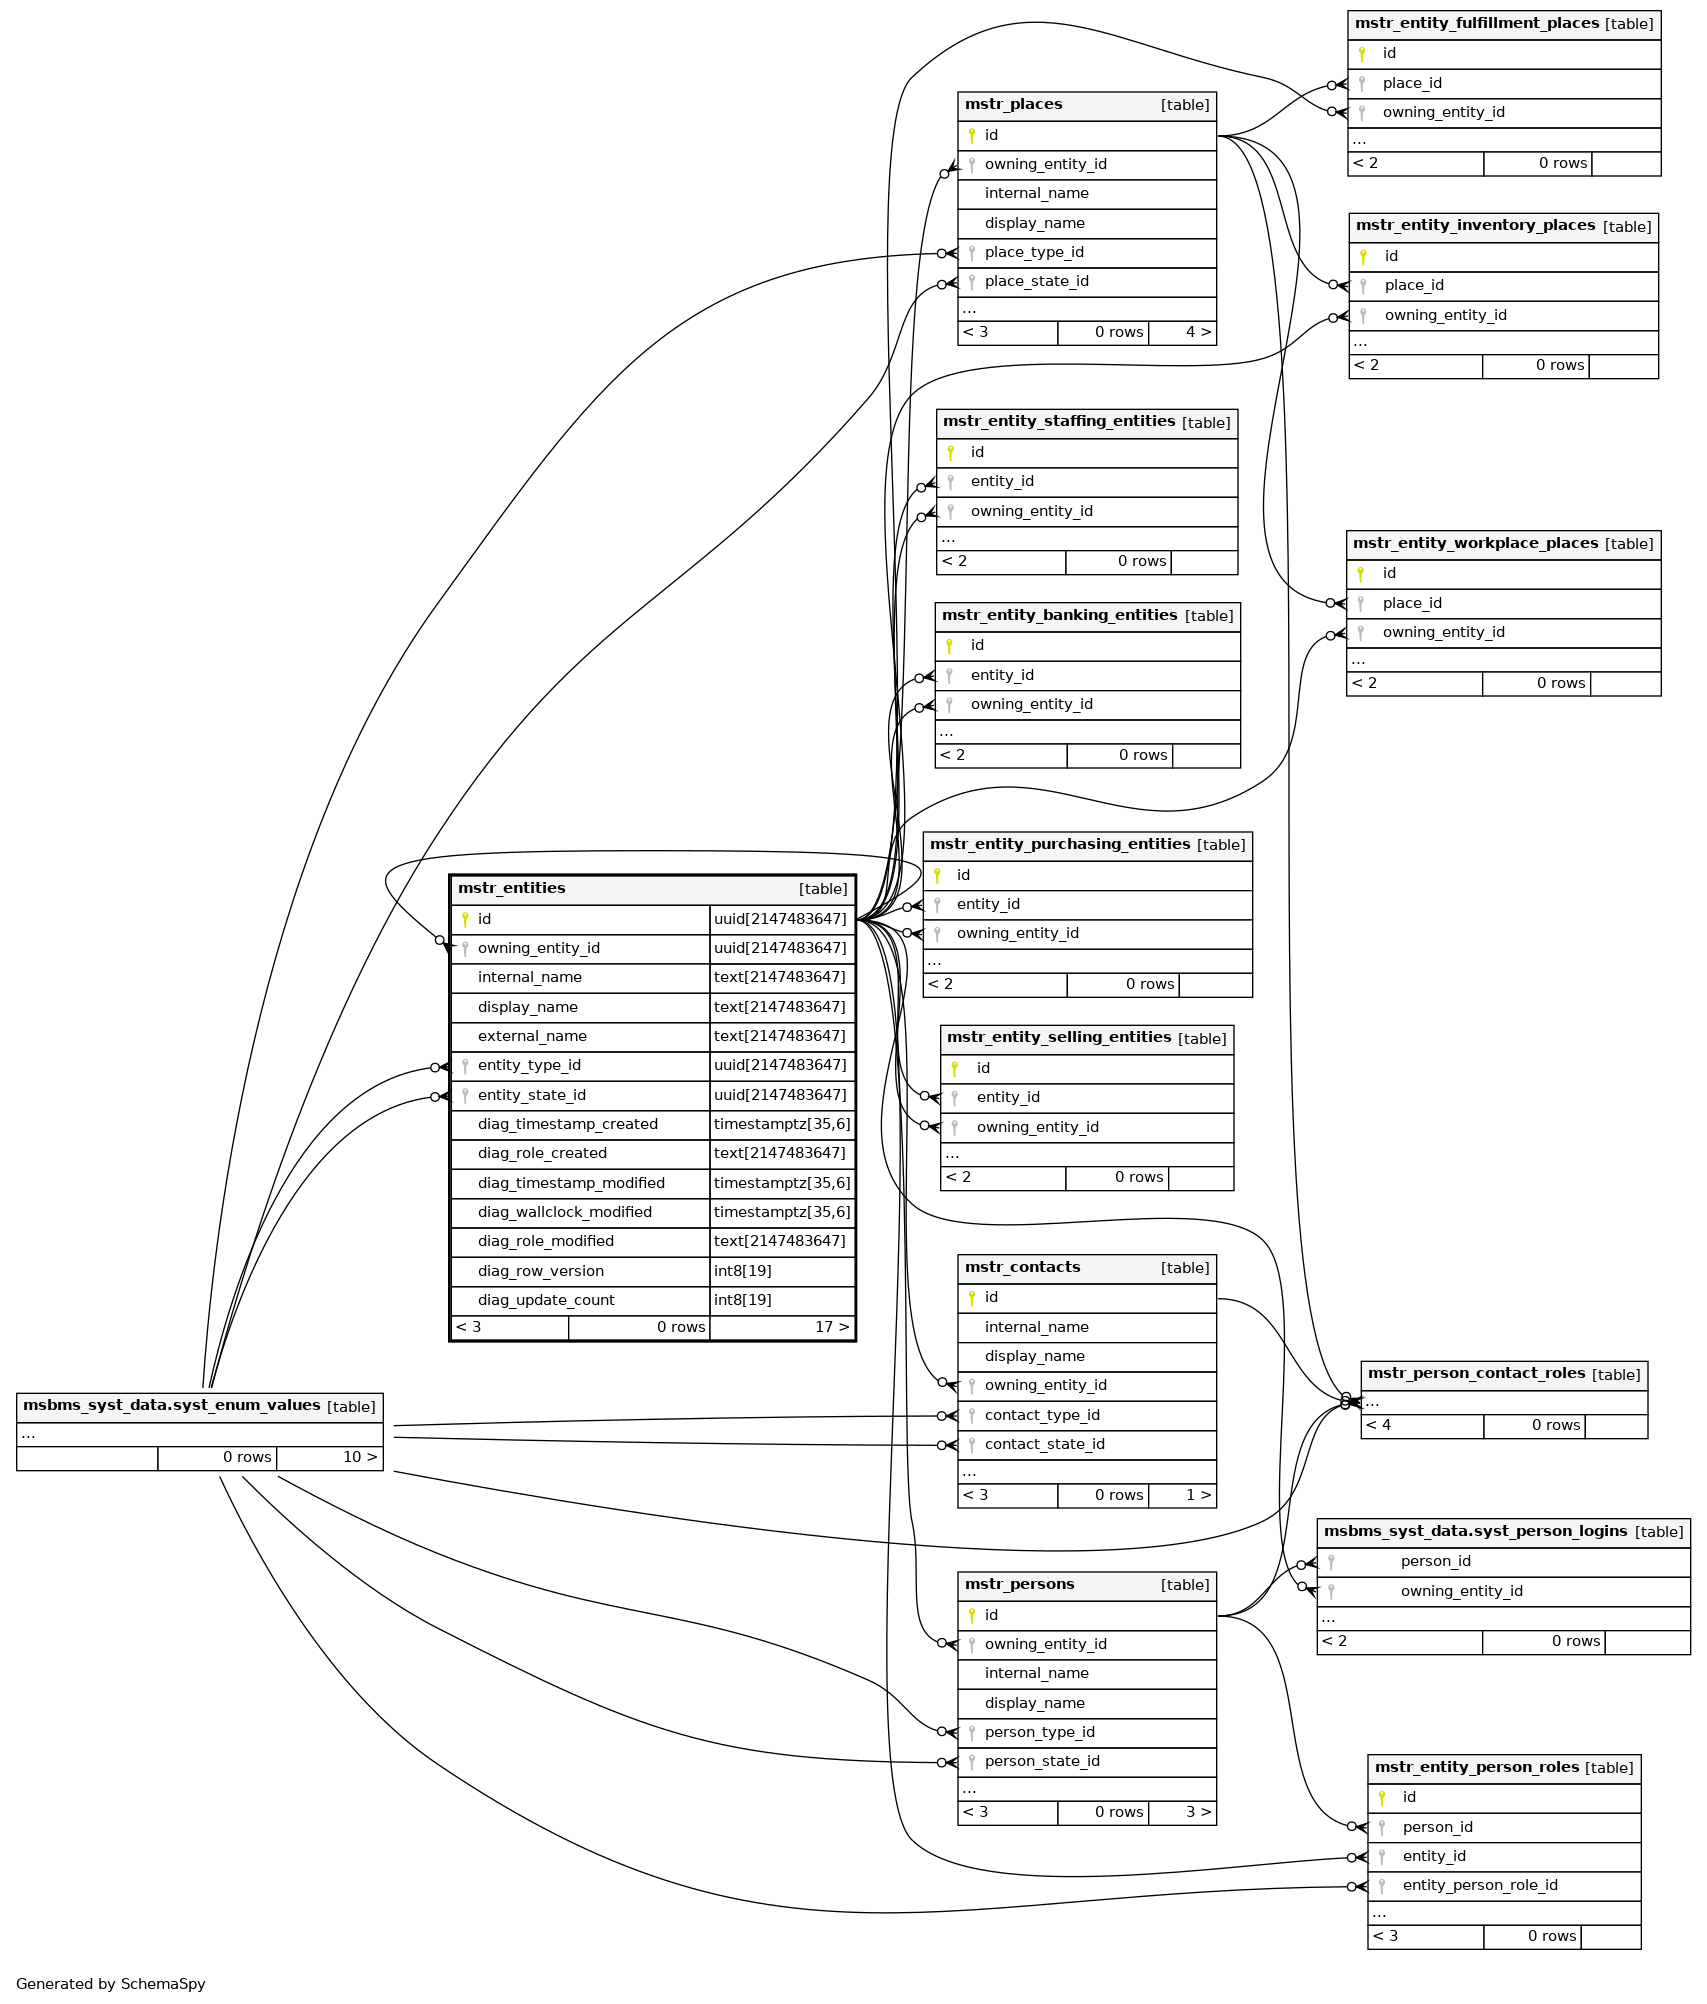 mstr_entity_fulfillment_places [table]
id
place_id
owning_entity_id
...
< 2 0 rows
mstr_places [table]
id
owning_entity_id
internal_name
display_name
place_type_id
place_state_id
...
< 3 0 rows 4 >
mstr_entity_inventory_places [table]
id
place_id
owning_entity_id
...
< 2 0 rows
mstr_entity_staffing_entities [table]
id
entity_id
owning_entity_id
...
< 2 0 rows
mstr_entity_workplace_places [table]
id
place_id
owning_entity_id
...
< 2 0 rows
mstr_entity_banking_entities [table]
id
entity_id
owning_entity_id
...
< 2 0 rows
mstr_entity_purchasing_entities [table]
id
entity_id
owning_entity_id
...
< 2 0 rows
mstr_entities [table]
id uuid[2147483647]
owning_entity_id uuid[2147483647]
internal_name text[2147483647]
display_name text[2147483647]
external_name text[2147483647]
entity_type_id uuid[2147483647]
entity_state_id uuid[2147483647]
diag_timestamp_created timestamptz[35,6]
diag_role_created text[2147483647]
diag_timestamp_modified timestamptz[35,6]
diag_wallclock_modified timestamptz[35,6]
diag_role_modified text[2147483647]
diag_row_version int8[19]
diag_update_count int8[19]
< 3 0 rows 17 >
mstr_entity_selling_entities [table]
id
entity_id
owning_entity_id
...
< 2 0 rows
mstr_contacts [table]
id
internal_name
display_name
owning_entity_id
contact_type_id
contact_state_id
...
< 3 0 rows 1 >
mstr_person_contact_roles [table]
...
< 4 0 rows
msbms_syst_data.syst_enum_values [table]
...
0 rows 10 >
msbms_syst_data.syst_person_logins [table]
person_id
owning_entity_id
...
< 2 0 rows
mstr_persons [table]
id
owning_entity_id
internal_name
display_name
person_type_id
person_state_id
...
< 3 0 rows 3 >
mstr_entity_person_roles [table]
id
person_id
entity_id
entity_person_role_id
...
< 3 0 rows
Generated by SchemaSpy